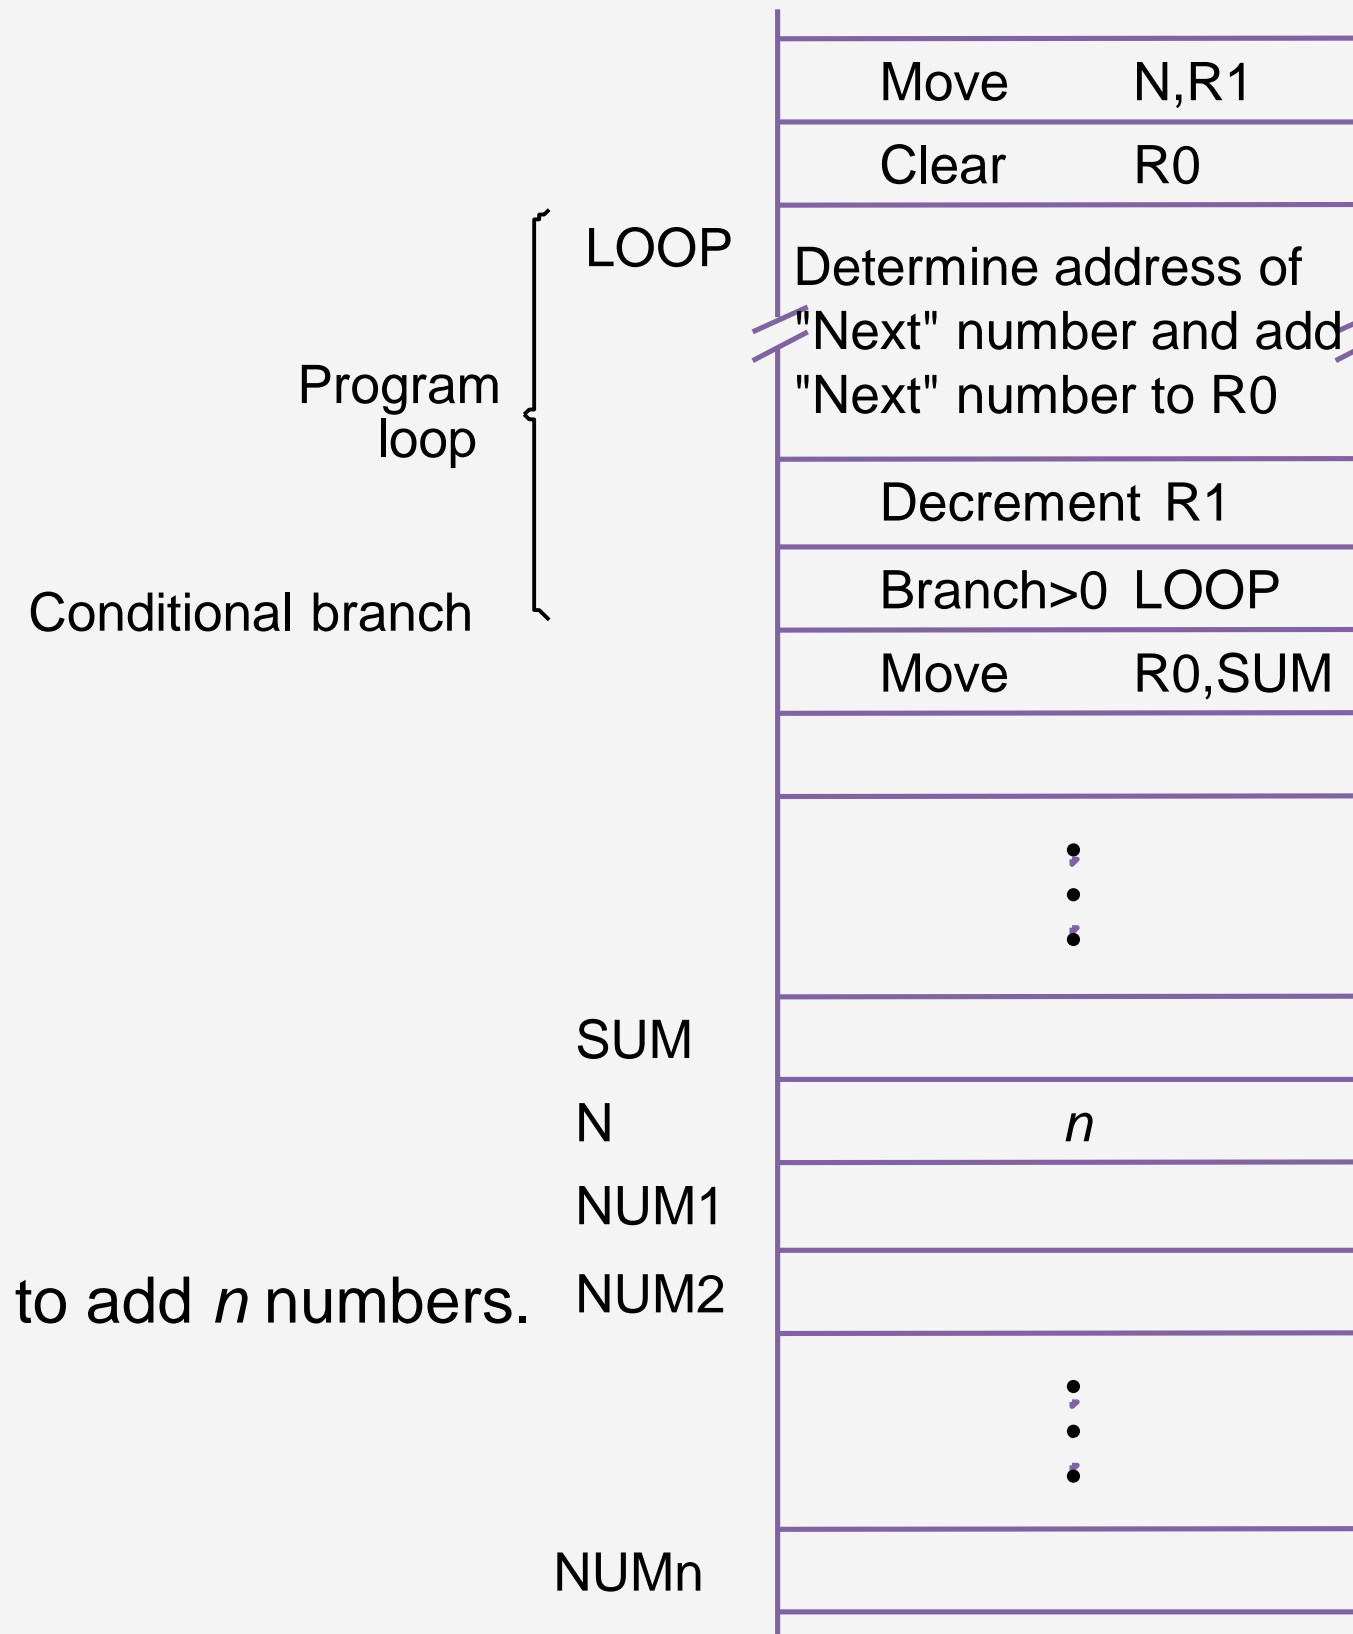 Move N,R1
Clear R0
LOOP
Determine address of
"Next" number and add
"Next" number to R0
Program
loop
Decrement R1
Conditional branch
Branch>0 LOOP
Move R0,SUM
SUM
N
n
NUM1
to add n numbers.
NUM2
NUMn